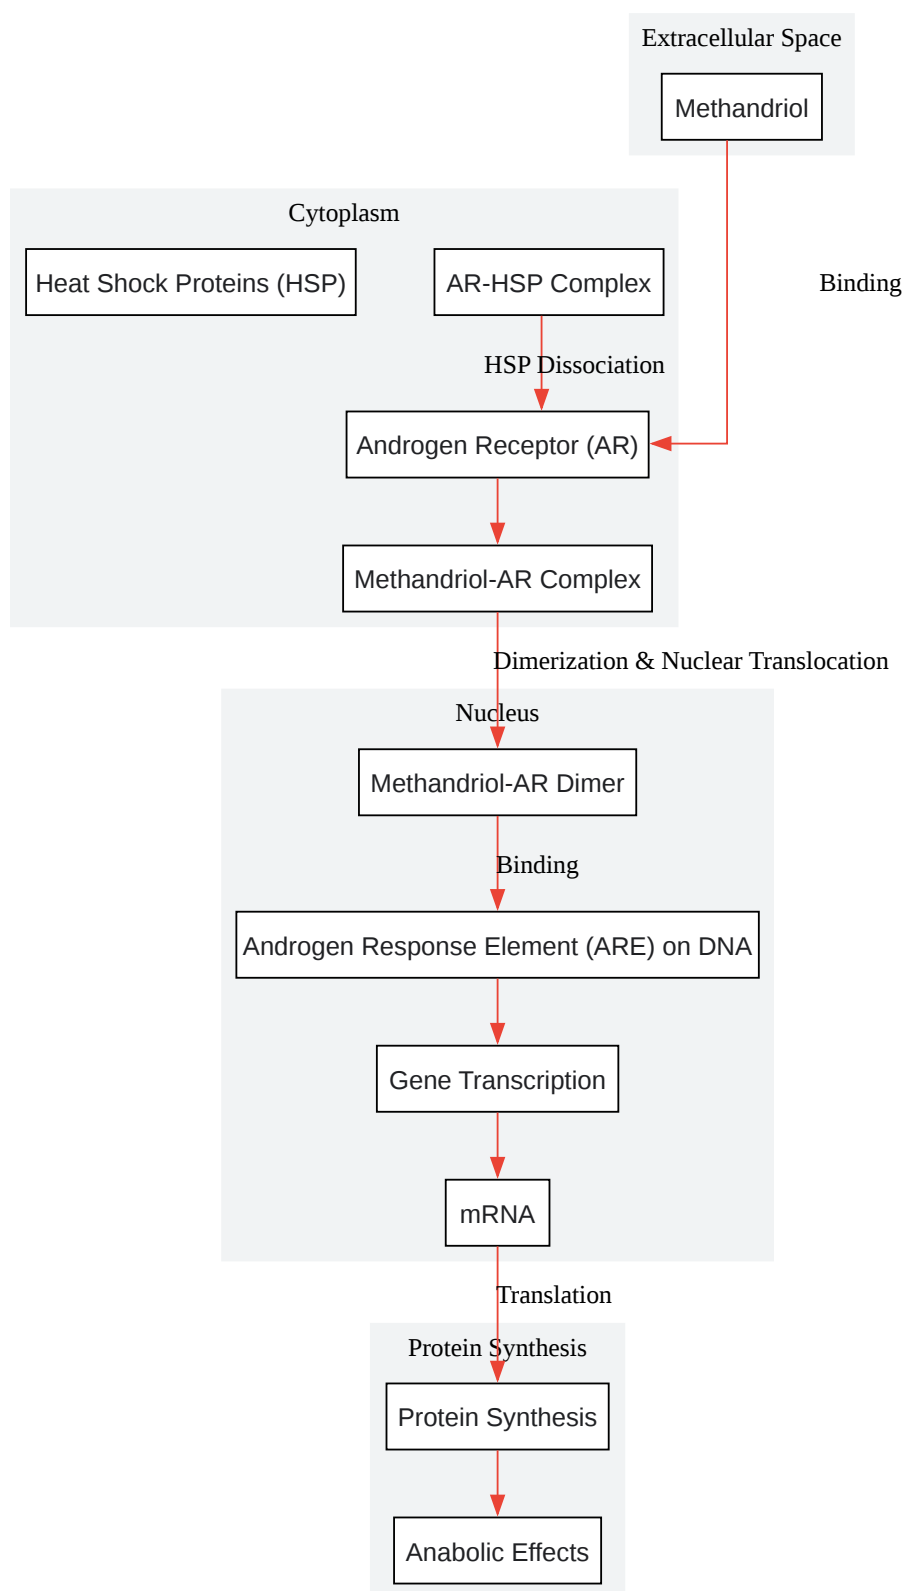 Extracellular Space
Methandriol
Cytoplasm
Heat Shock Proteins (HSP)
AR-HSP Complex
Binding
HSP Dissociation
Androgen Receptor (AR)
Methandriol-AR Complex
Dimerization & Nuclear Translocation
Nucleus
Methandriol-AR Dimer
Binding
Androgen Response Element (ARE) on DNA
Gene Transcription
mRNA
Translation
Protein Synthesis
Protein Synthesis
Anabolic Effects